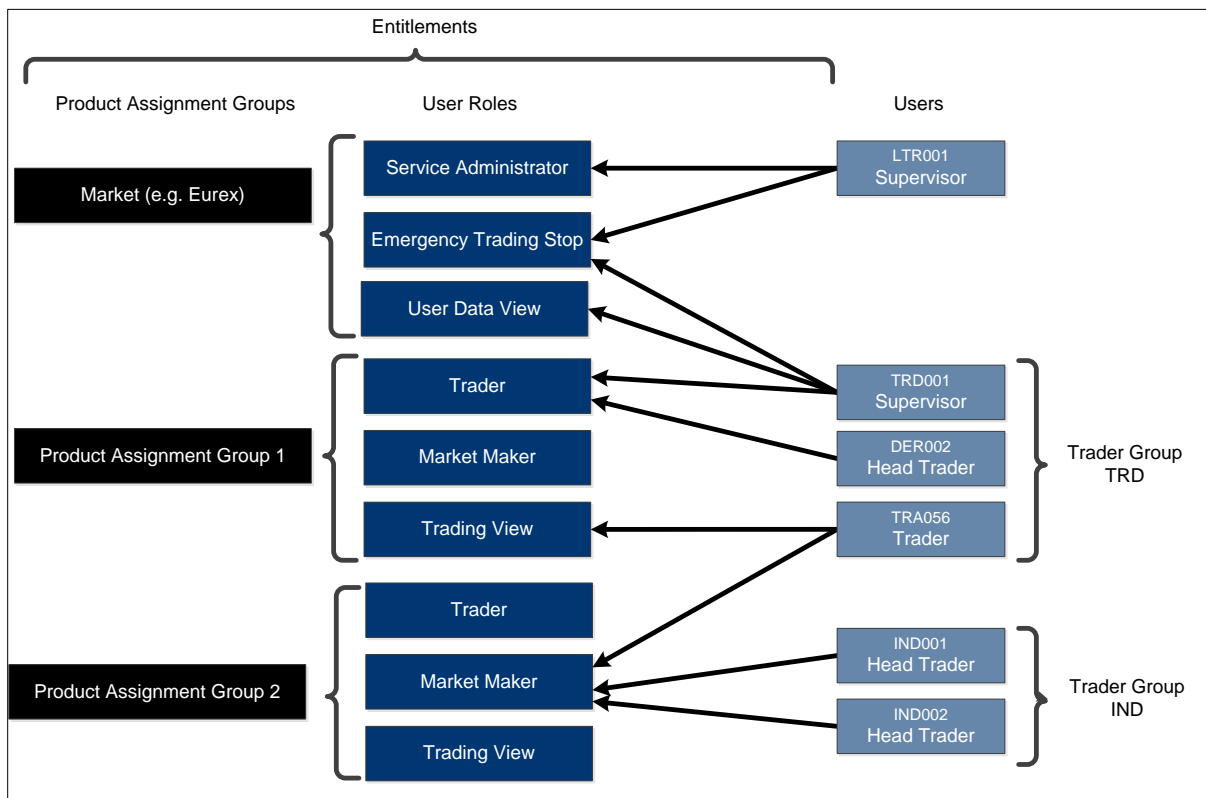 Entitlements
Product Assignment Groups
User Roles
Users
Market (e.g. Eurex)
Service Administrator
Emergency Trading Stop
User Data View
LTR001
Supervisor
Product Assignment Group 1
Trader
Market Maker
Trading View
TRD001
Supervisor
DER002
Head Trader
TRA056
Trader
Trader Group
TRD
Product Assignment Group 2
Trader
Market Maker
Trading View
IND001
Head Trader
IND002
Head Trader
Trader Group
IND